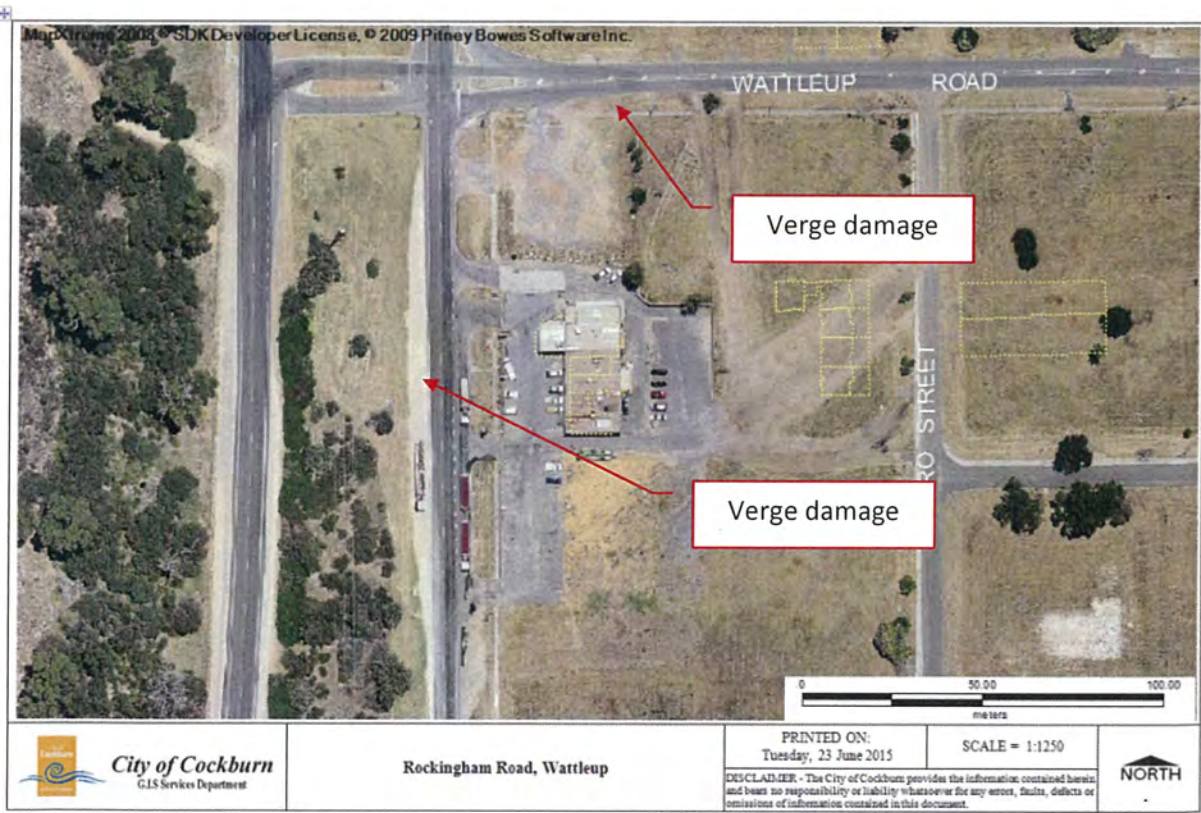 MapXtreme 2008 ® SDK Developer License, © 2009 Pitney Bowes Software Inc.
WATTLEUP ROAD
Verge damage
RO STREET
Verge damage
0 50.00 100.00
meters
City of Cockburn
G.I.S Services Department
Rockingham Road, Wattleup
PRINTED ON:
Tuesday, 23 June 2015
SCALE = 1:1250
DISCLAIMER - The City of Cockburn provides the information contained herein
and bears no responsibility or liability whatsoever for any errors, faults, defects or
omissions of information contained in this document.
NORTH